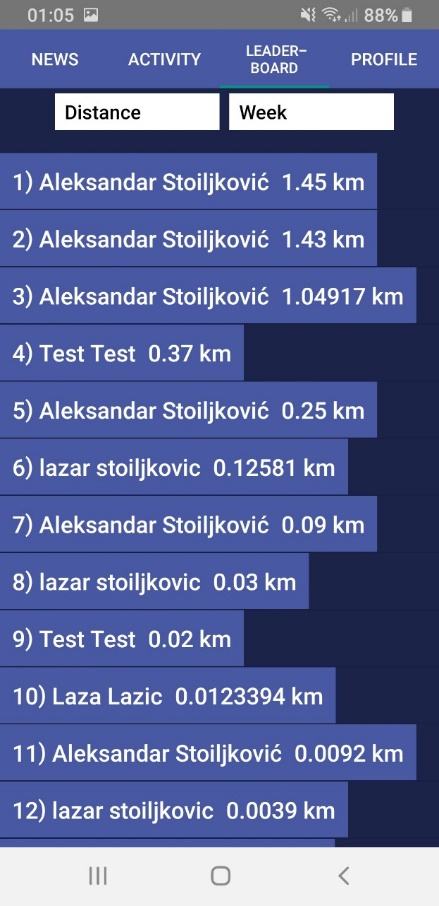 01:05 88%
NEWS ACTIVITY LEADER-
BOARD PROFILE
Distance Week
1) Aleksandar Stoiljković 1.45 km
2) Aleksandar Stoiljković 1.43 km
3) Aleksandar Stoiljković 1.04917 km
4) Test Test 0.37 km
5) Aleksandar Stoiljković 0.25 km
6) lazar stoiljkovic 0.12581 km
7) Aleksandar Stoiljković 0.09 km
8) lazar stoiljkovic 0.03 km
9) Test Test 0.02 km
10) Laza Lazic 0.0123394 km
11) Aleksandar Stoiljković 0.0092 km
12) lazar stoiljkovic 0.0039 km